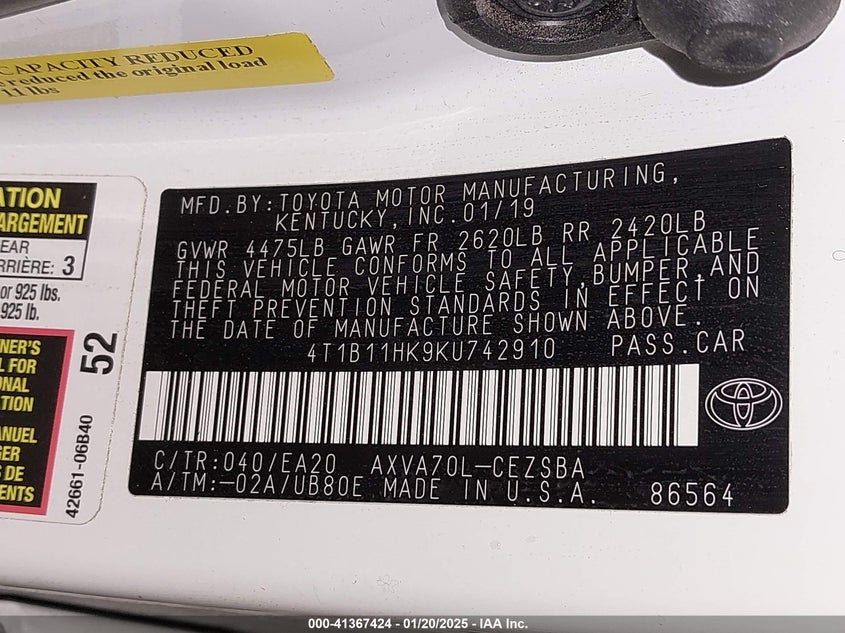 CAPACITY REDUCED
reduced the original load
11 lbs
ATION
ARGEMENT
EAR
ARRIÈRE: 3
or 925 lbs.
925 lb.
NER'S
L FOR
ONAL
ATION
ANUEL
GER
S DE
EMENTS
52
42661-06B40
MFD.BY:TOYOTA MOTOR MANUFACTURING,
KENTUCKY,INC.01/19
GVWR 4475LB GAWR FR 2620LB RR 2420LB
THIS VEHICLE CONFORMS TO ALL APPLICABLE
FEDERAL MOTOR VEHICLE SAFETY,BUMPER,AND
THEFT PREVENTION STANDARDS IN EFFECT ON
THE DATE OF MANUFACTURE SHOWN ABOVE.
4T1B11HK9KU742910 PASS.CAR
C/TR:040/EA20 AXVA70L-CEZSBA
A/TM:-02A/UB80E MADE IN U.S.A. 86564
000-41367424 - 01/20/2025 - IAA Inc.